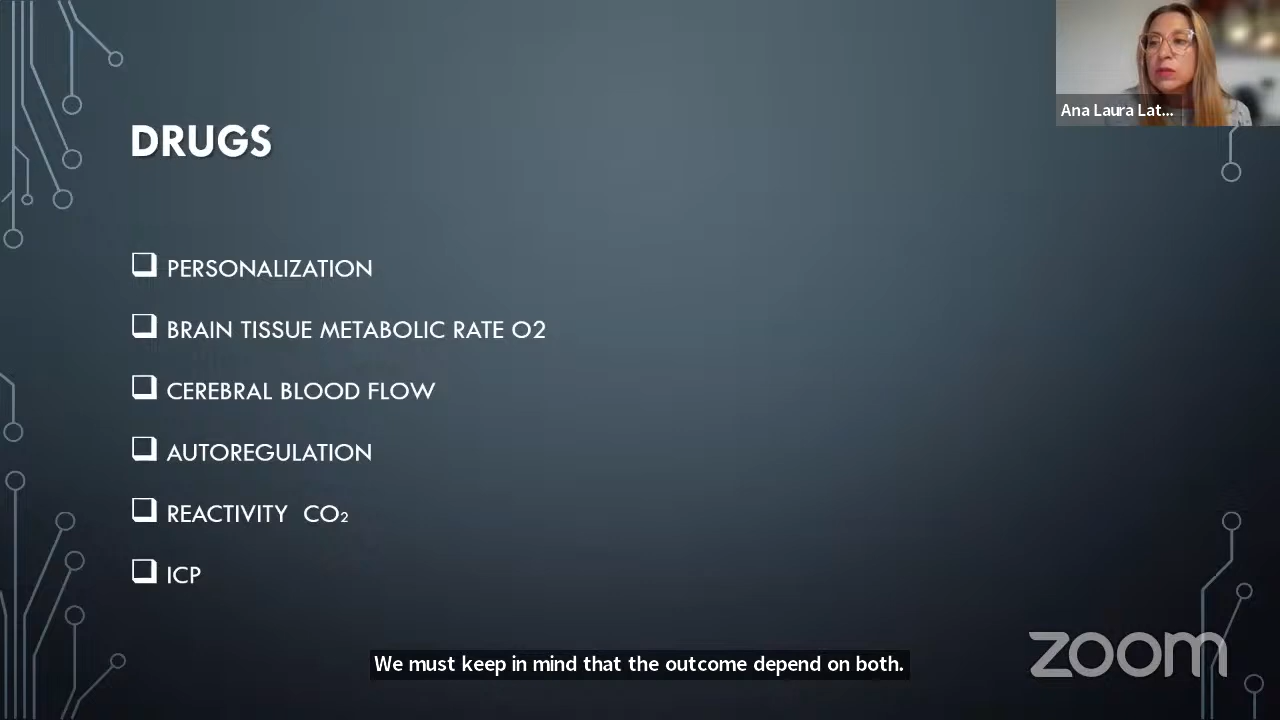 Ana Laura Lat...
DRUGS
PERSONALIZATION
BRAIN TISSUE METABOLIC RATE O2
CEREBRAL BLOOD FLOW
AUTOREGULATION
REACTIVITY CO₂
ICP
We must keep in mind that the outcome depend on both.
zoom